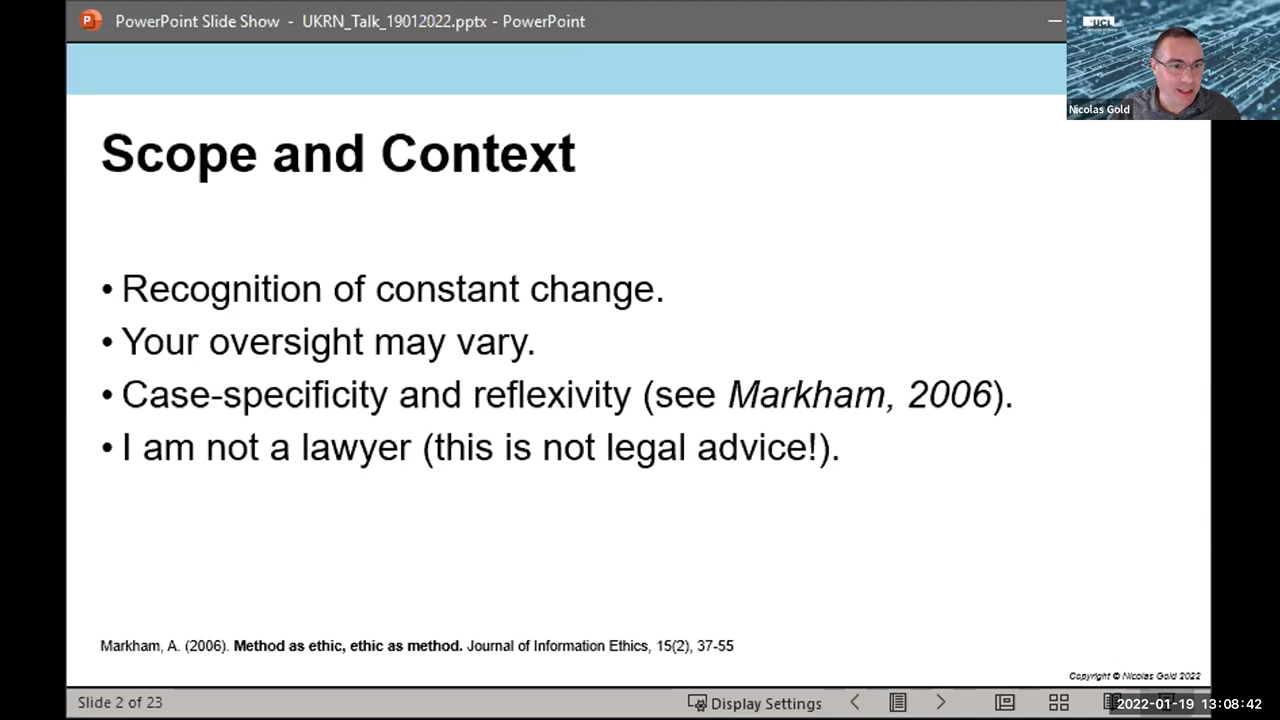 PowerPoint Slide Show - UKRN_Talk_19012022.pptx - PowerPoint
UCL
Nicolas Gold
Scope and Context
• Recognition of constant change.
• Your oversight may vary.
• Case-specificity and reflexivity (see Markham, 2006).
• I am not a lawyer (this is not legal advice!).
Markham, A. (2006). Method as ethic, ethic as method. Journal of Information Ethics, 15(2), 37-55
Copyright © Nicolas Gold 2022
Slide 2 of 23
Display Settings
2022-01-19 13:08:42